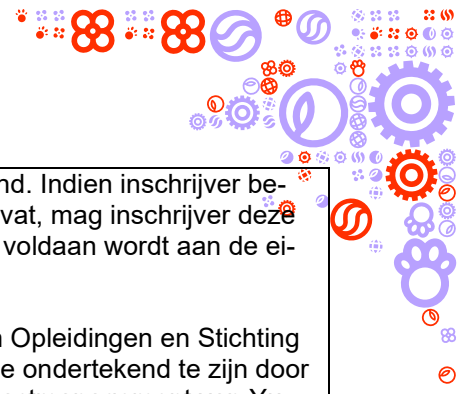 nd. Indien inschrijver be-
vat, mag inschrijver deze
voldaan wordt aan de ei-
Opleidingen en Stichting
e ondertekend te zijn door